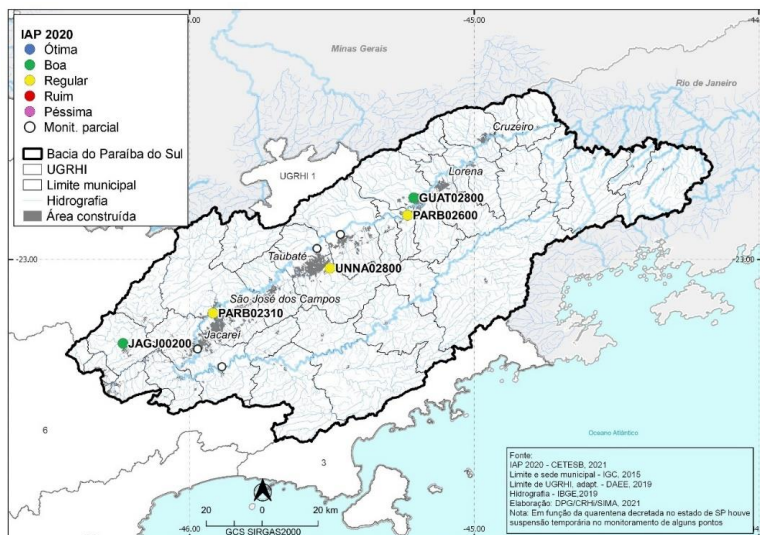 IAP 2020
Ótima
Boa
Regular
Ruim
Péssima
Monit. parcial
Bacia do Paraíba do Sul
UGRHI
Limite municipal
Hidrografia
Área construída
-45.00
Minas Gerais
Rio de Janeiro
UGRHI 1
Cruzeiro
Lorena
GUAT02800
PARB02600
-23.00
-23.00
Taubaté
UNNA02800
São José dos Campos
PARB02310
Jacareí
JAGJ00200
6
3
Oceano Atlântico
20 0 20 km
GCS SIRGAS2000
-46.00
-45.00
Fonte:
IAP 2020 - CETESB, 2021
Limite e sede municipal - IGC, 2015
Limite de UGRHI, adapt. - DAEE, 2019
Hidrografia - IBGE,2019
Elaboração: DPG/CRHi/SIMA, 2021
Nota: Em função da quarentena decretada no estado de SP houve
suspensão temporária no monitoramento de alguns pontos